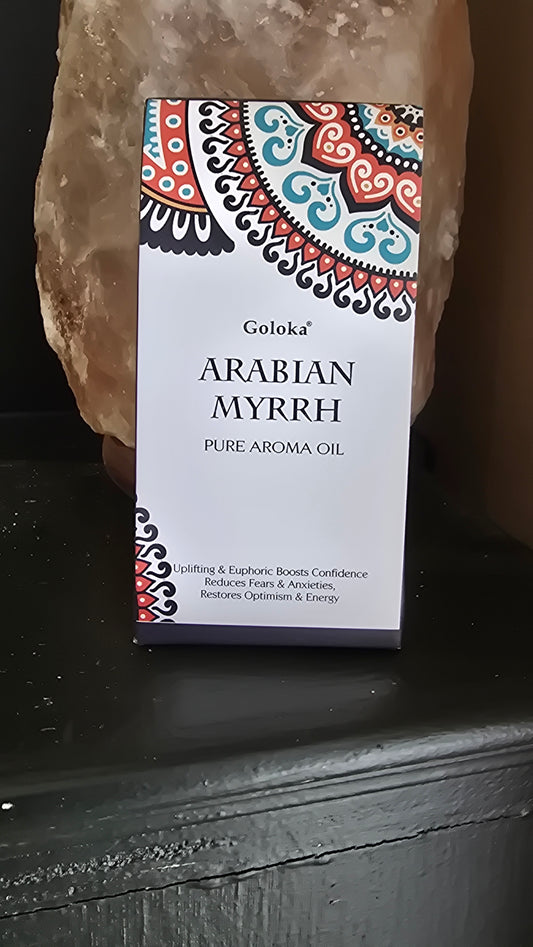 Goloka®
ARABIAN
MYRRH
PURE AROMA OIL
Uplifting & Euphoric Boosts Confidence
Reduces Fears & Anxieties,
Restores Optimism & Energy